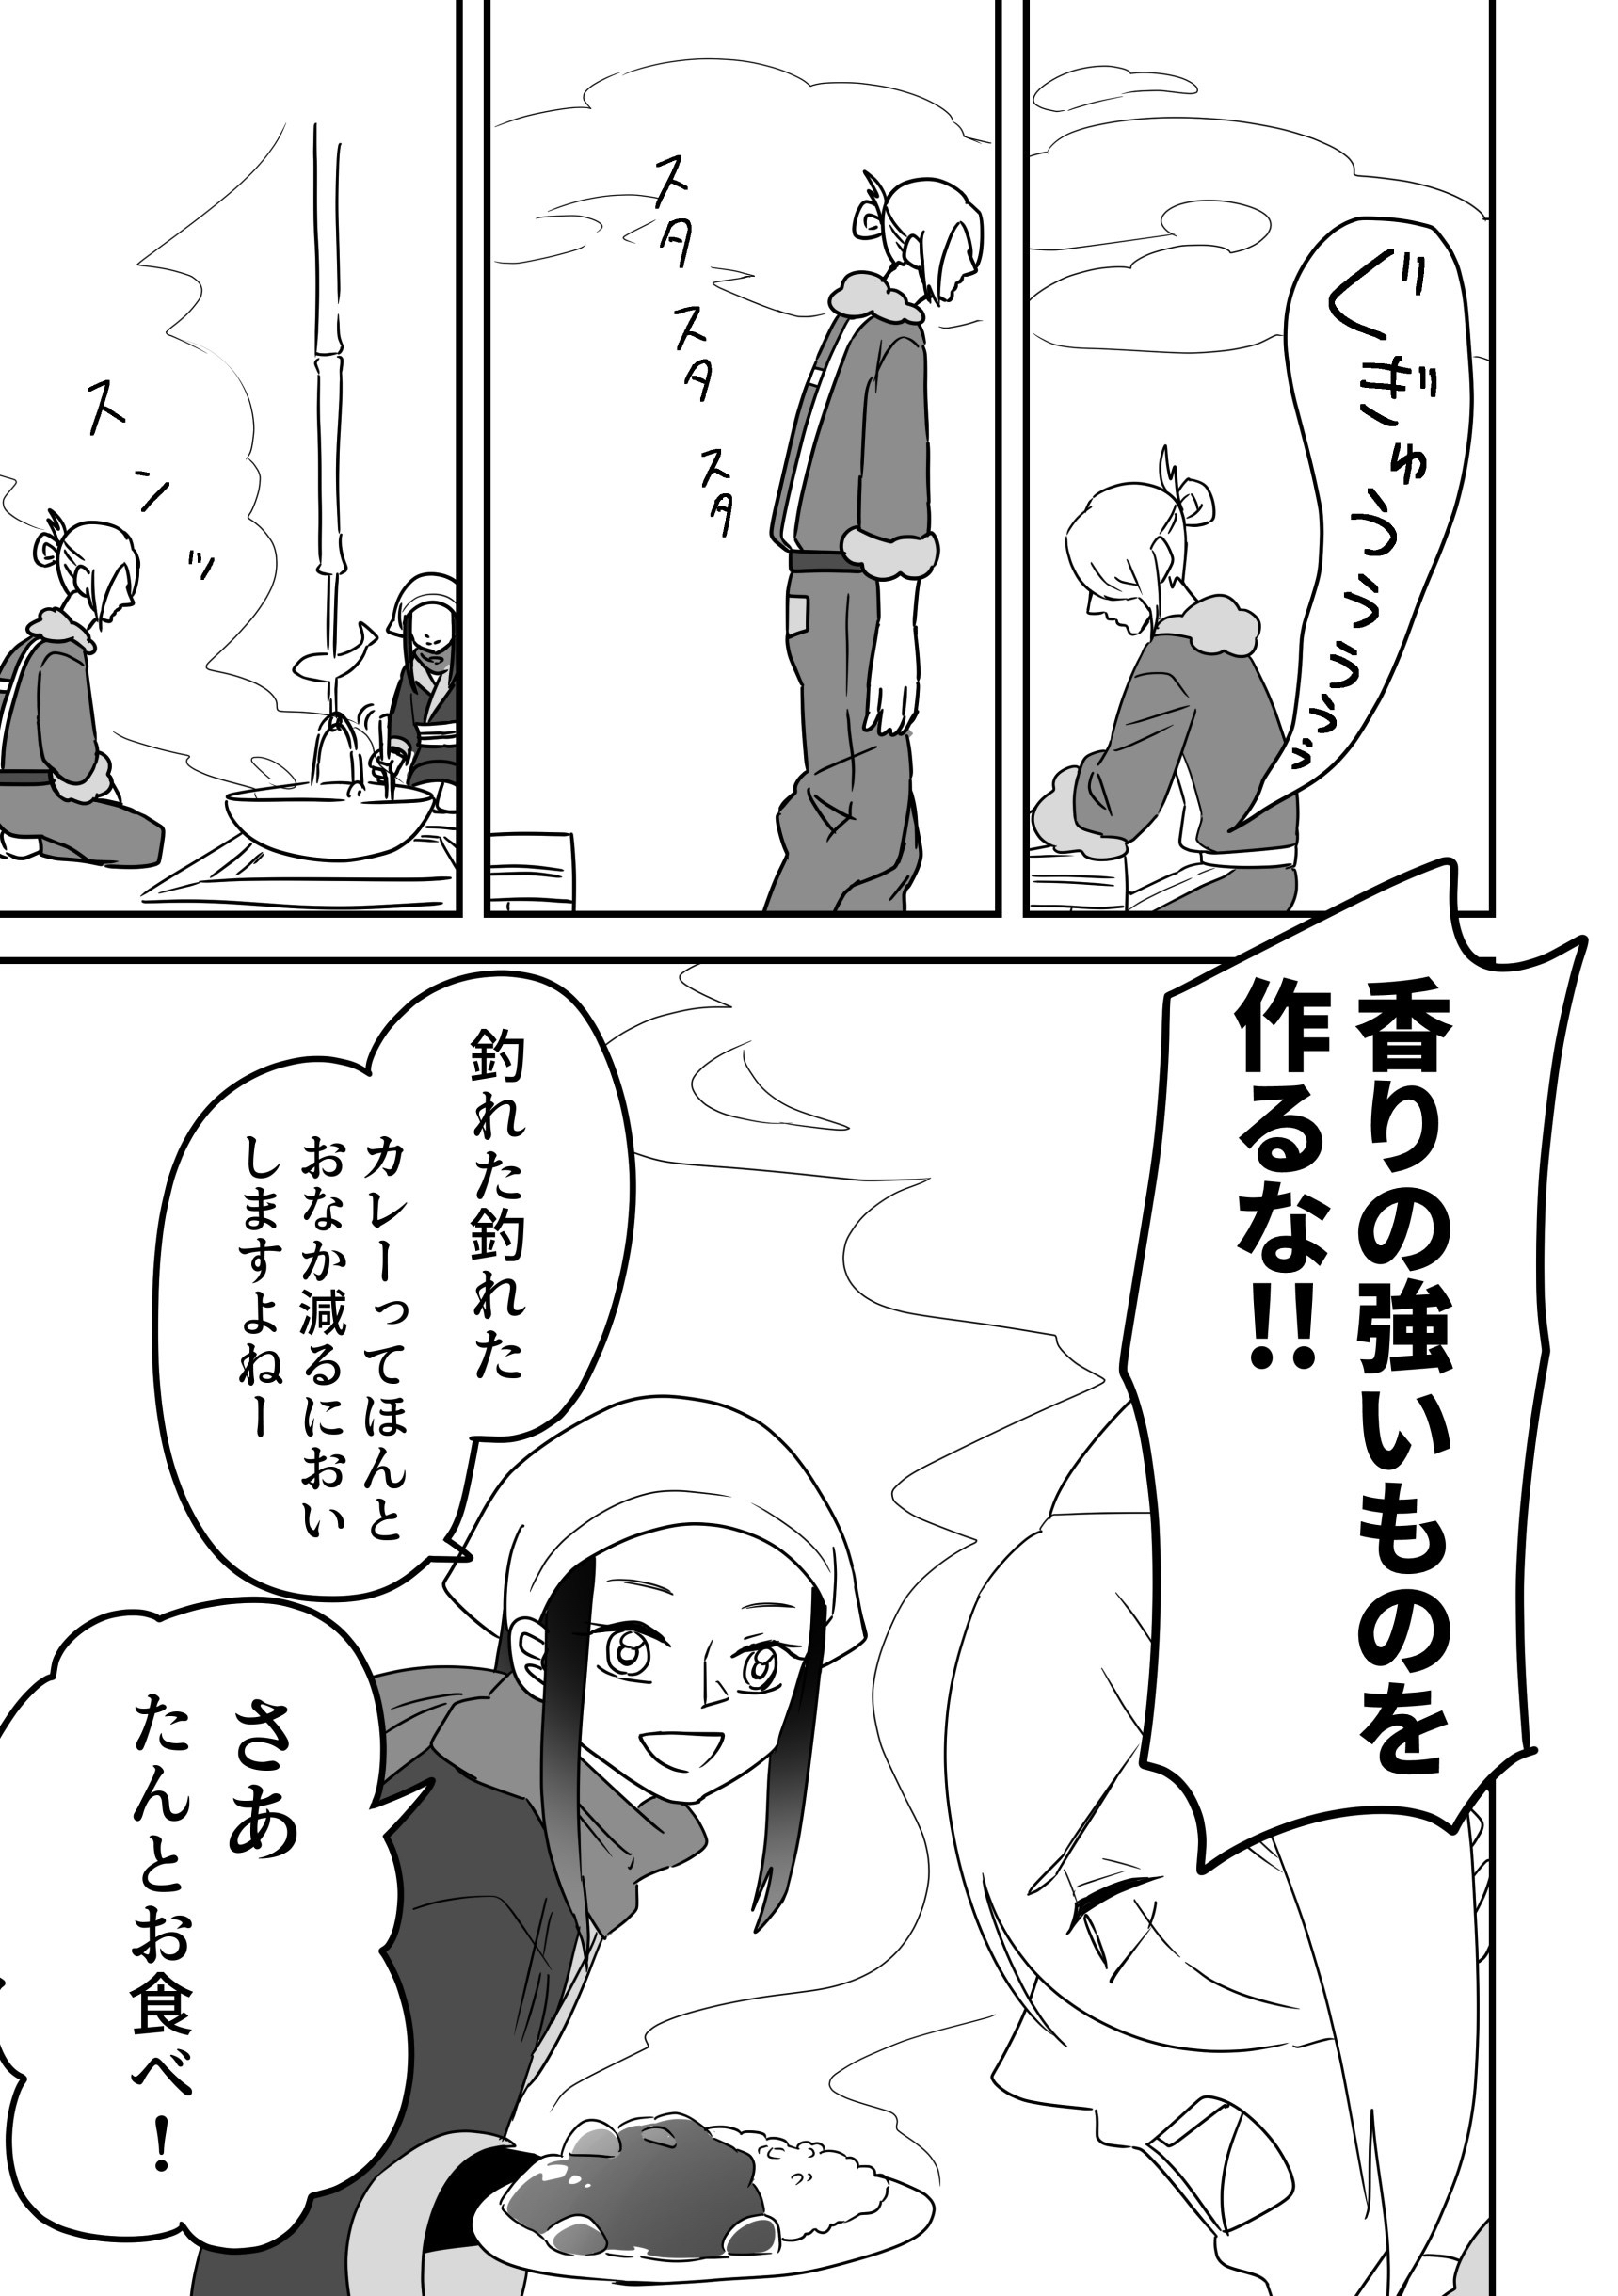 ぐぎゅううううう
スタ
スタ
スタ
スンッ
香りの強いものを
作るな!!
釣れた釣れた
カレーってほんと
おなか減るにおい
しますよねー
さあ
たんとお食べ!